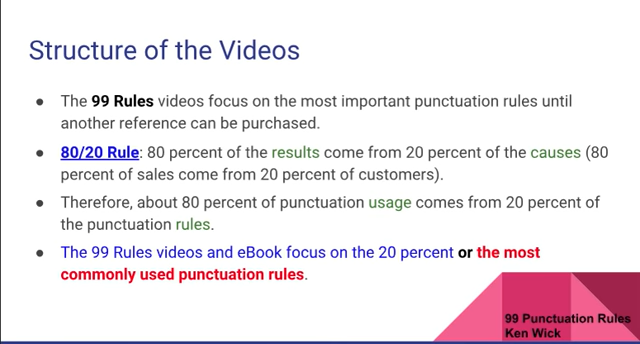 Structure of the Videos
● The 99 Rules videos focus on the most important punctuation rules until
another reference can be purchased.
● 80/20 Rule: 80 percent of the results come from 20 percent of the causes (80
percent of sales come from 20 percent of customers).
● Therefore, about 80 percent of punctuation usage comes from 20 percent of
the punctuation rules.
● The 99 Rules videos and eBook focus on the 20 percent or the most
commonly used punctuation rules.
99 Punctuation Rules
Ken Wick